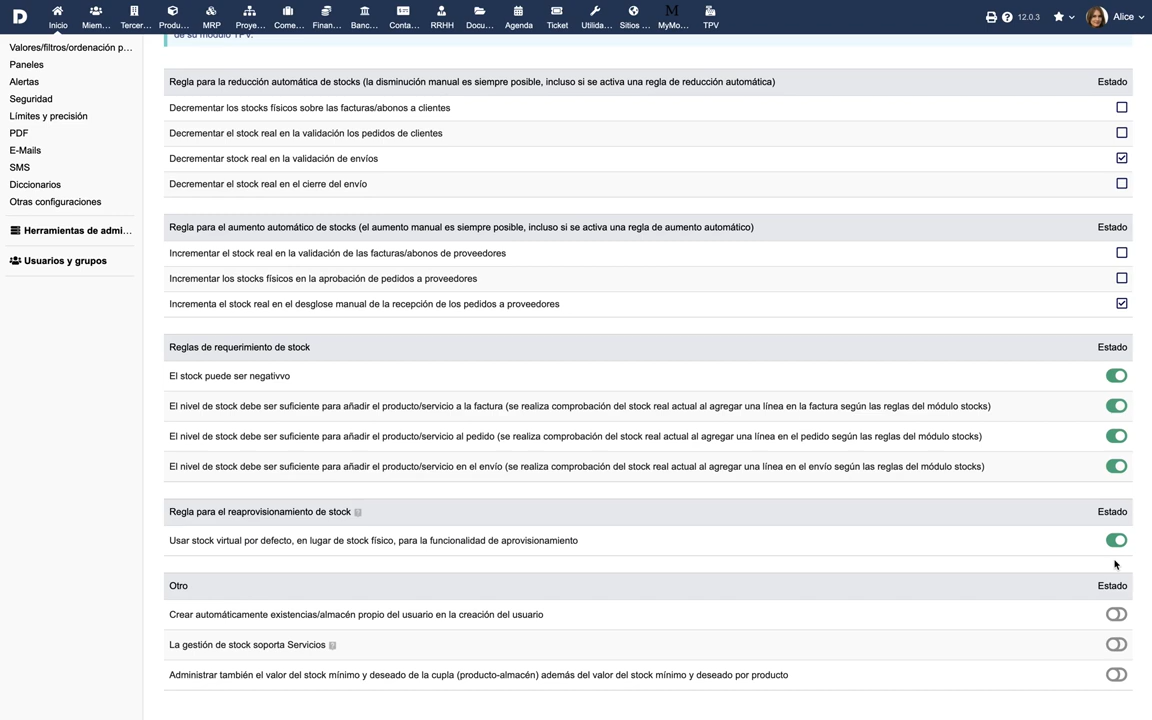 Inicio Miem... Tercer... Produ... MRP Proye... Come... Finan... Banc... Conta... RRHH Docu... Agenda Ticket Utilida... Sitios ... MyMo... TPV 12.0.3 Alice
de su módulo TPV.
Valores/filtros/ordenación p...
Paneles
Alertas
Seguridad
Límites y precisión
PDF
E-Mails
SMS
Diccionarios
Otras configuraciones
Herramientas de admi...
Usuarios y grupos
Regla para la reducción automática de stocks (la disminución manual es siempre posible, incluso si se activa una regla de reducción automática) Estado
Decrementar los stocks físicos sobre las facturas/abonos a clientes
Decrementar el stock real en la validación los pedidos de clientes
Decrementar stock real en la validación de envíos
Decrementar el stock real en el cierre del envío
Regla para el aumento automático de stocks (el aumento manual es siempre posible, incluso si se activa una regla de aumento automático) Estado
Incrementar el stock real en la validación de las facturas/abonos de proveedores
Incrementar los stocks físicos en la aprobación de pedidos a proveedores
Incrementa el stock real en el desglose manual de la recepción de los pedidos a proveedores
Reglas de requerimiento de stock Estado
El stock puede ser negativvo
El nivel de stock debe ser suficiente para añadir el producto/servicio a la factura (se realiza comprobación del stock real actual al agregar una línea en la factura según las reglas del módulo stocks)
El nivel de stock debe ser suficiente para añadir el producto/servicio al pedido (se realiza comprobación del stock real actual al agregar una línea en el pedido según las reglas del módulo stocks)
El nivel de stock debe ser suficiente para añadir el producto/servicio en el envío (se realiza comprobación del stock real actual al agregar una línea en el envío según las reglas del módulo stocks)
Regla para el reaprovisionamiento de stock Estado
Usar stock virtual por defecto, en lugar de stock físico, para la funcionalidad de aprovisionamiento
Otro Estado
Crear automáticamente existencias/almacén propio del usuario en la creación del usuario
La gestión de stock soporta Servicios
Administrar también el valor del stock mínimo y deseado de la cupla (producto-almacén) además del valor del stock mínimo y deseado por producto